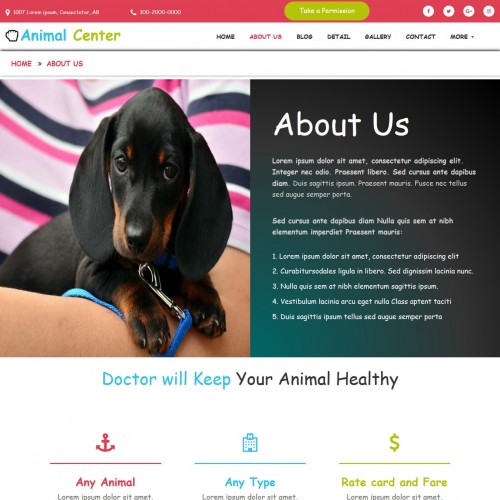 1007 Lorem ipsum, Consectetur, AB
100-2000-0000
Take a Permission
Animal Center
HOME ABOUT US BLOG DETAIL GALLERY CONTACT MORE
HOME » ABOUT US
About Us
Lorem ipsum dolor sit amet, consectetur adipiscing elit.
Integer nec odio. Praesent libero. Sed cursus ante dapibus
diam. Duis sagittis ipsum. Praesent mauris. Fusce nec tellus
sed augue semper porta.
Sed cursus ante dapibus diam Nulla quis sem at nibh
elementum imperdiet Praesent mauris:
1. Lorem ipsum dolor sit amet, consectetur adipiscing elit
2. Curabitursodales ligula in libero. Sed dignissim lacinia nunc.
3. Nulla quis sem at nibh elementum imperdiet
4. Vestibulum lacinia arcu eget nulla Class aptent taciti
5. Duis sagittis ipsum tellus sed augue semper porta
Doctor will Keep Your Animal Healthy
Any Animal
Lorem ipsum dolor sit amet,
Any Type
Lorem ipsum dolor sit amet,
Rate card and Fare
Lorem ipsum dolor sit amet,